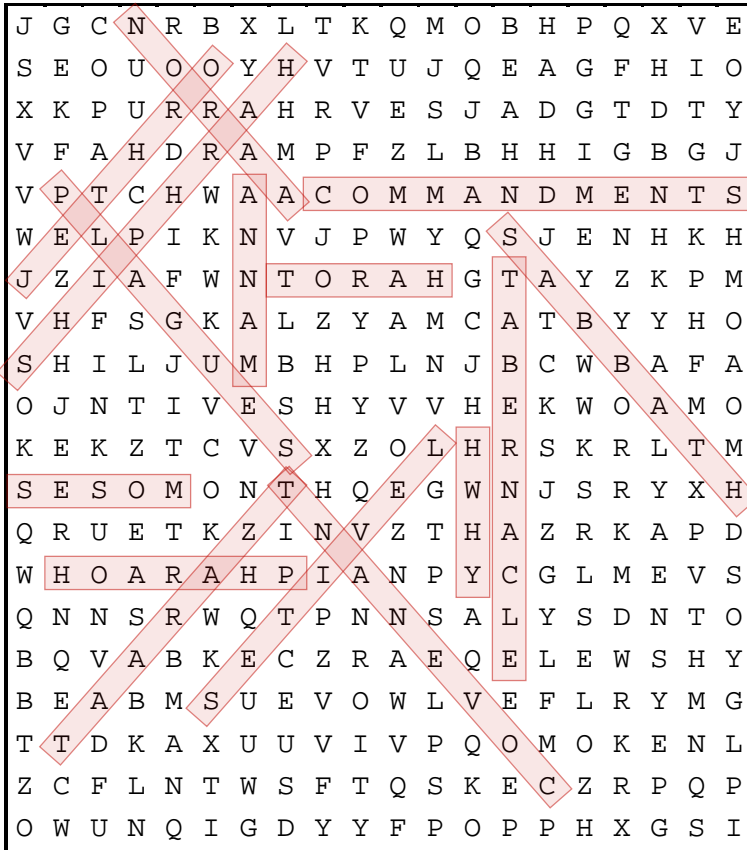 J G C N R B X L T K Q M O B H P Q X V E
S E O U O O Y H V T U J Q E A G F H I O
X K P U R R A H R V E S J A D G T D T Y
V F A H D R A M P F Z L B H H I G B G J
V P T C H W A A C O M M A N D M E N T S
W E L P I K N V J P W Y Q S J E N H K H
J Z I A F W N T O R A H G T A Y Z K P M
V H F S G K A L Z Y A M C A T B Y Y H O
S H I L J U M B H P L N J B C W B A F A
O J N T I V E S H Y V V H E K W O A M O
K E K Z T C V S X Z O L H R S K R L T M
S E S O M O N T H Q E G W N J S R Y X H
Q R U E T K Z I N V Z T H A Z R K A P D
W H O A R A H P I A N P Y C G L M E V S
Q N N S R W Q T P N N S A L Y S D N T O
B Q V A B K E C Z R A E Q E L E W S H Y
B E A B M S U E V O W L V E F L R Y M G
T T D K A X U U V I V P Q O M O K E N L
Z C F L N T W S F T Q S K E C Z R P Q P
O W U N Q I G D Y Y F P O P P H X G S I